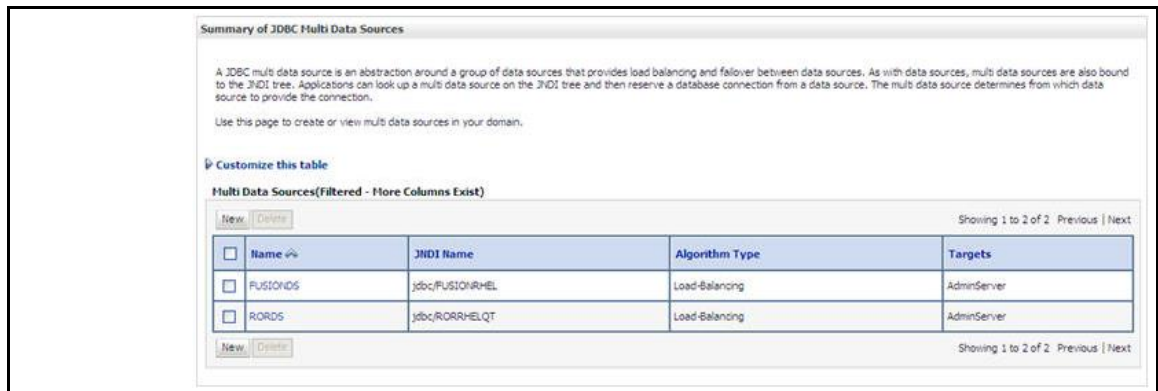 Summary of JDBC Multi Data Sources
A JDBC multi data source is an abstraction around a group of data sources that provides load balancing and failover between data sources. As with data sources, multi data sources are also bound
to the JNDI tree. Applications can look up a multi data source on the JNDI tree and then reserve a database connection from a data source. The multi data source determines from which data
source to provide the connection.
Use this page to create or view multi data sources in your domain.
Customize this table
Multi Data Sources(Filtered - More Columns Exist)
New Delete Showing 1 to 2 of 2 Previous | Next
Name JNDI Name Algorithm Type Targets
FUSIONDS jdbc/FUSIONRHEL Load-Balancing AdminServer
RORDS jdbc/RORRHELQT Load-Balancing AdminServer
New Delete Showing 1 to 2 of 2 Previous | Next